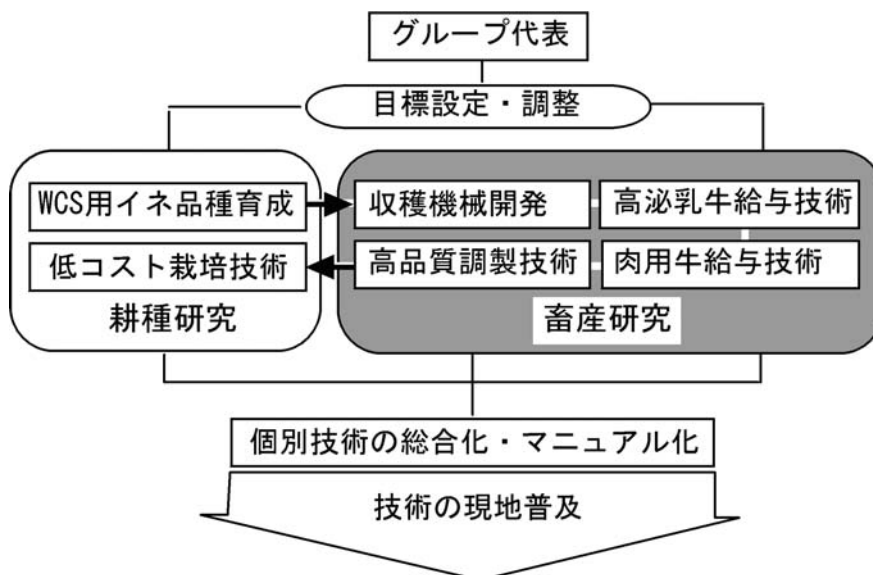 グループ代表
目標設定・調整
WCS用イネ品種育成
低コスト栽培技術
耕種研究
収穫機械開発
高泌乳牛給与技術
高品質調製技術
肉用牛給与技術
畜産研究
個別技術の総合化・マニュアル化
技術の現地普及